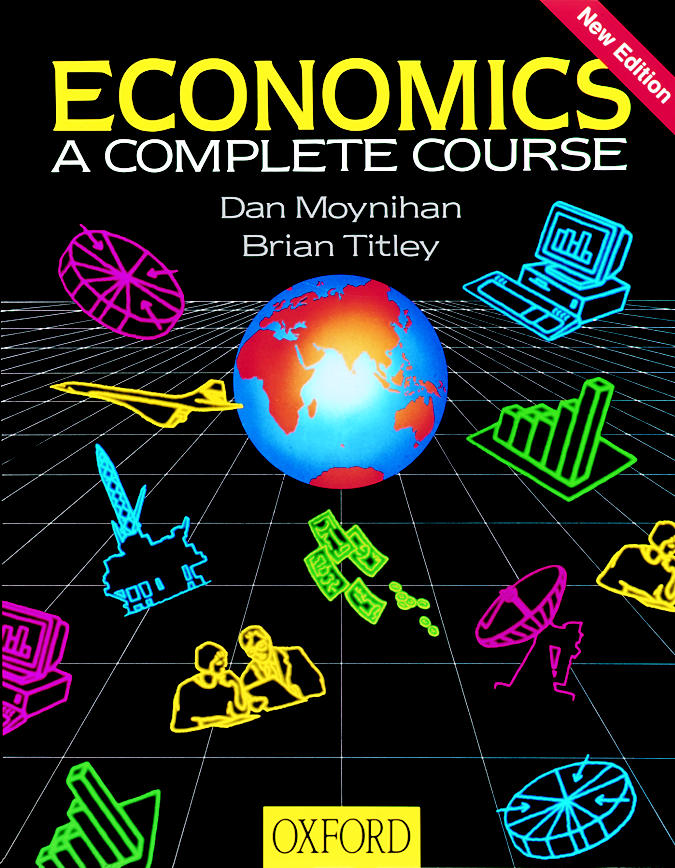 New Edition
ECONOMICS
A COMPLETE COURSE
Dan Moynihan
Brian Titley
OXFORD